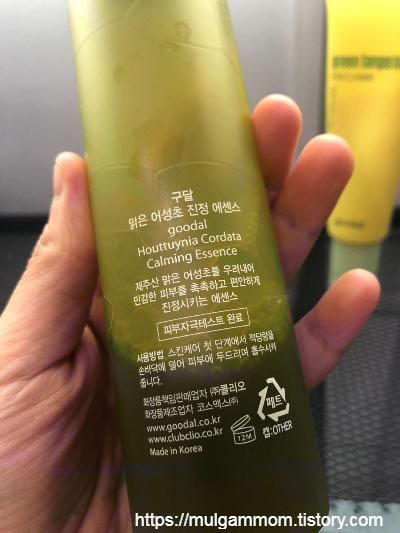 구달
맑은 어성초 진정 에센스
goodal
Houttuynia Cordata
Calming Essence
제주산 맑은 어성초를 우려내어
민감한 피부를 촉촉하고 편안하게
진정시키는 에센스
피부자극테스트 완료
사용방법 스킨케어 첫 단계에서 적당량을
손바닥에 덜어 피부에 두드리며 흡수시켜
줍니다.
화장품책임판매업자 ㈜클리오
화장품제조업자 코스맥스㈜
www.goodal.co.kr
www.clubclio.co.kr
Made in Korea
12M
페트
캡:OTHER
green tangerin
https://mulgammom.tistory.com